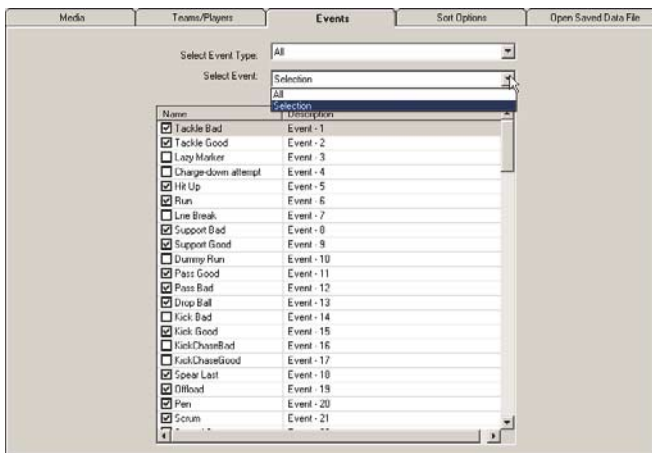 Media Teams/Players Events Sort Options Open Saved Data File
Select Event Type: All
Select Event: Selection
All
Selection
Name Description
Tackle Bad Event - 1
Tackle Good Event - 2
Lazy Marker Event - 3
Charge-down attempt Event - 4
Hit Up Event - 5
Run Event - 6
Line Break Event - 7
Support Bad Event - 8
Support Good Event - 9
Dummy Run Event - 10
Pass Good Event - 11
Pass Bad Event - 12
Drop Ball Event - 13
Kick Bad Event - 14
Kick Good Event - 15
KickChaseBad Event - 16
KickChaseGood Event - 17
Spear Last Event - 18
Offload Event - 19
Pen Event - 20
Scrum Event - 21